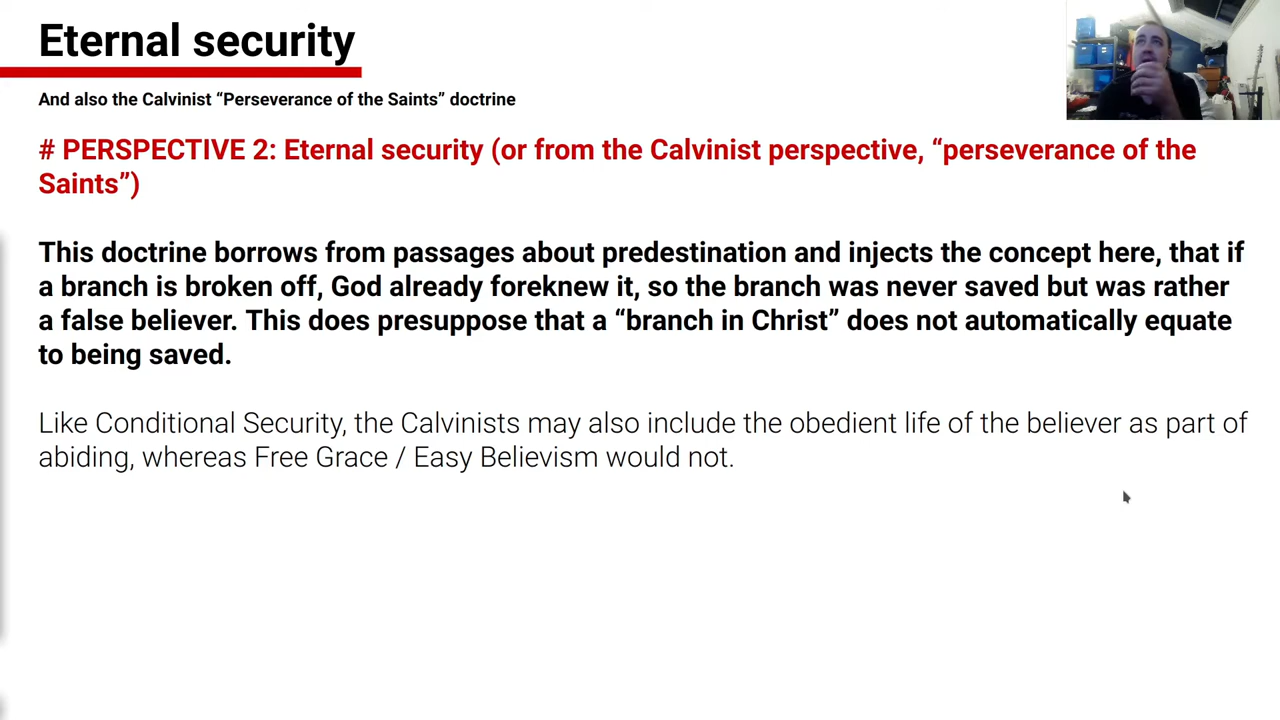 Eternal security
And also the Calvinist “Perseverance of the Saints” doctrine
# PERSPECTIVE 2: Eternal security (or from the Calvinist perspective, “perseverance of the
Saints”)
This doctrine borrows from passages about predestination and injects the concept here, that if
a branch is broken off, God already foreknew it, so the branch was never saved but was rather
a false believer. This does presuppose that a “branch in Christ” does not automatically equate
to being saved.
Like Conditional Security, the Calvinists may also include the obedient life of the believer as part of
abiding, whereas Free Grace / Easy Believism would not.